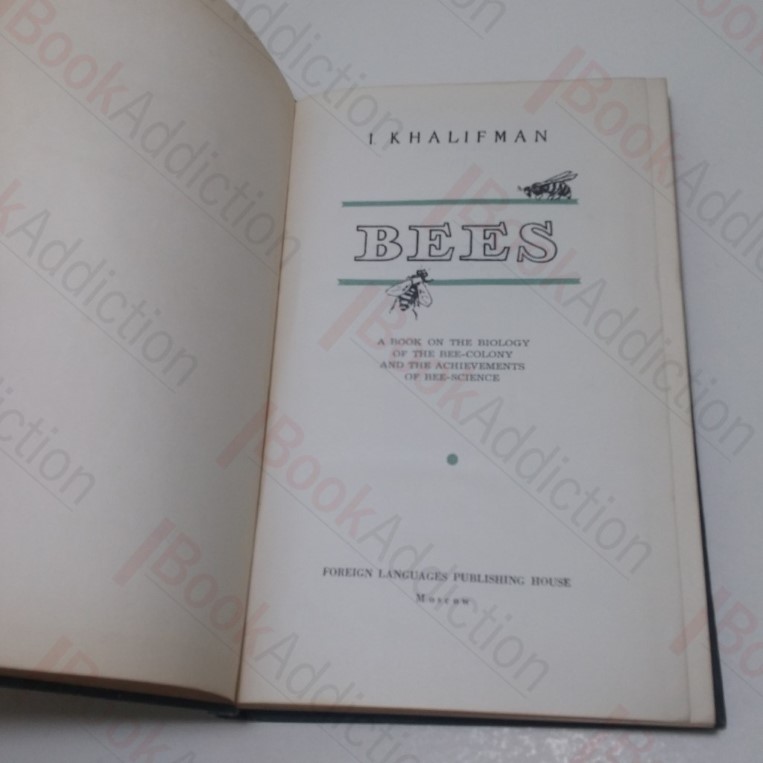 I KHALIFMAN
BEES
A BOOK ON THE BIOLOGY
OF THE BEE-COLONY
AND THE ACHIEVEMENTS
OF BEE-SCIENCE
FOREIGN LANGUAGES PUBLISHING HOUSE
Moscow
BookAddiction